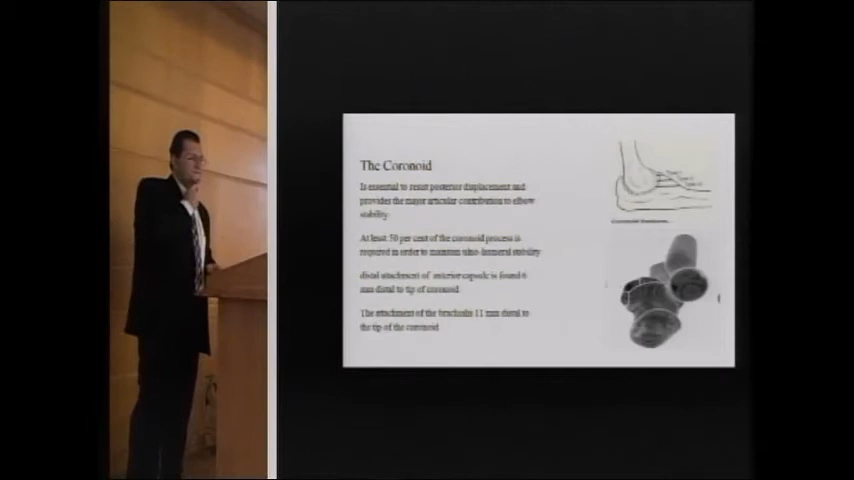 The Coronoid
Is essential to resist posterior displacement and
provides the major articular contribution to elbow
stability.
At least 50 per cent of the coronoid process is
required in order to maintain ulno-humeral stability
distal attachment of anterior capsule is found 6
mm distal to tip of coronoid
The attachment of the brachialis 11 mm distal to
the tip of the coronoid